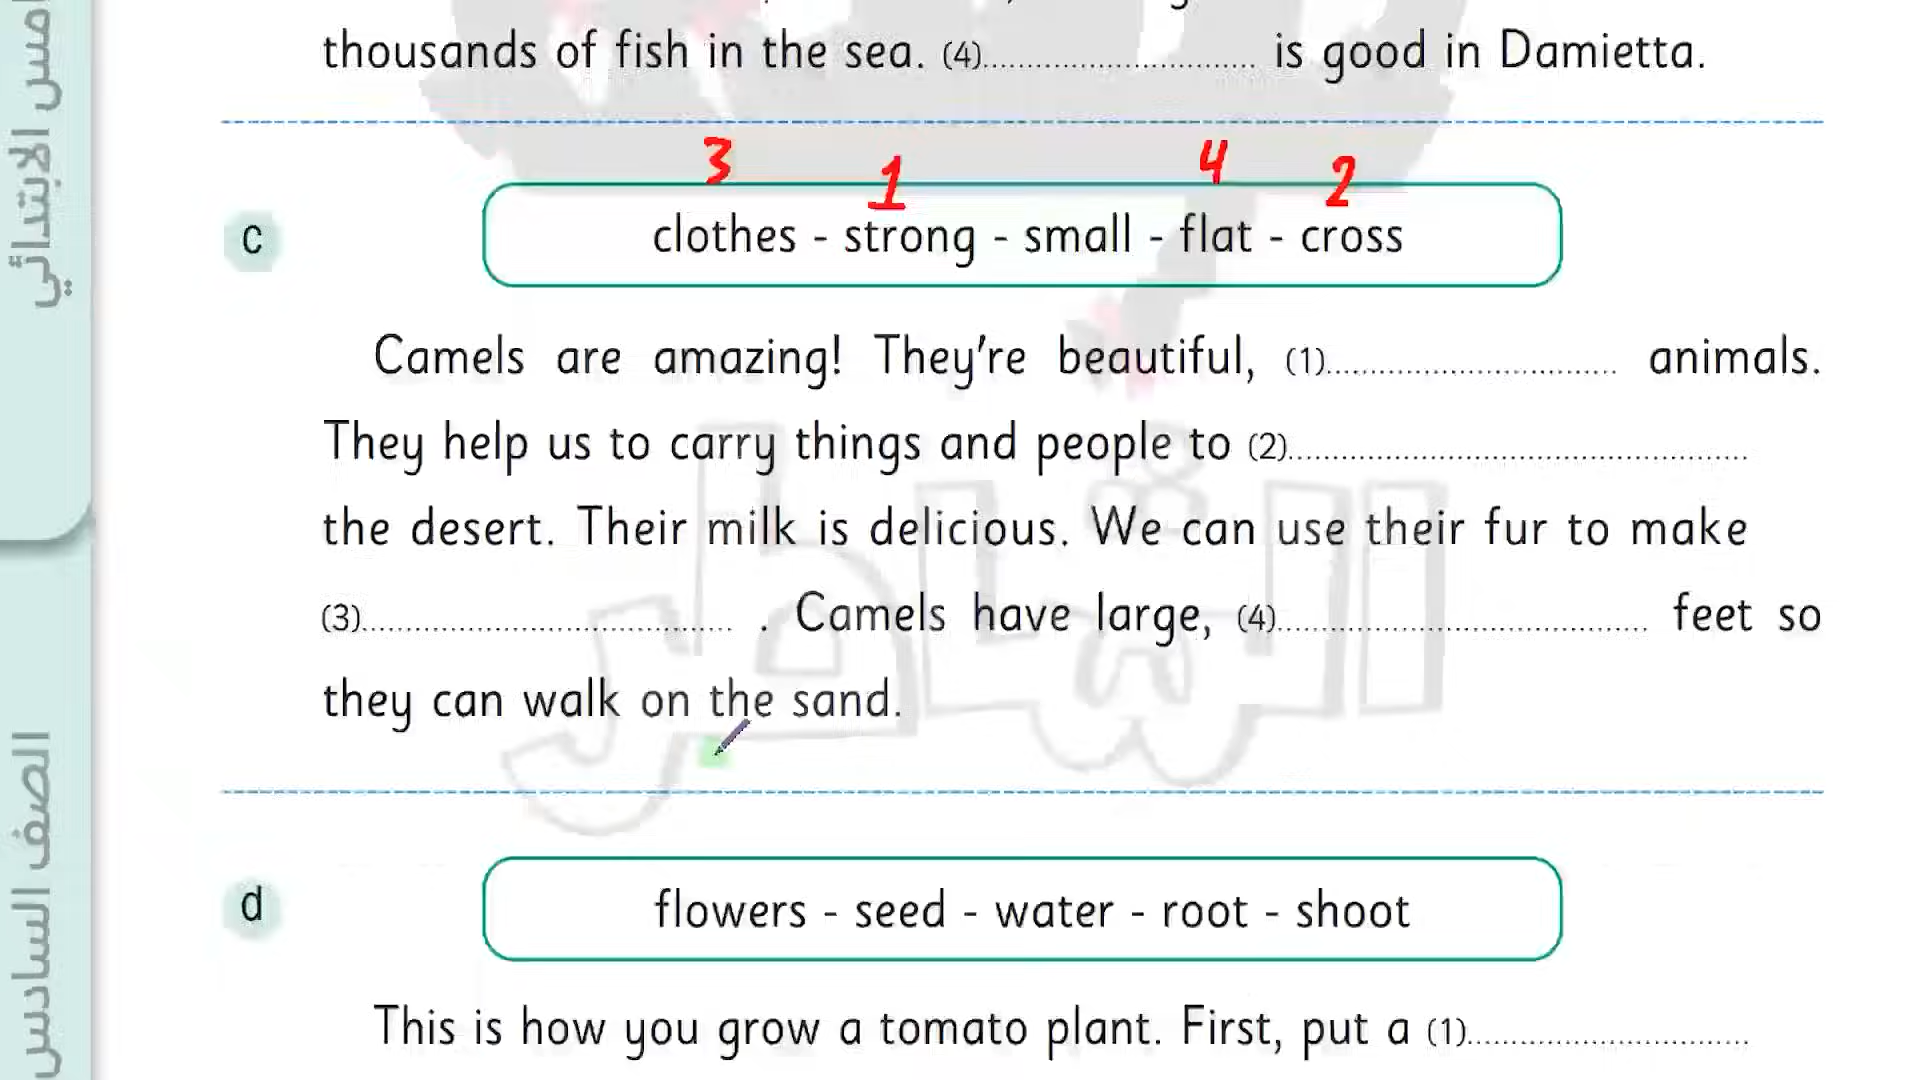 thousands of fish in the sea. (4)............................ is good in Damietta.
3 1 4 2
c
clothes - strong - small - flat - cross
Camels are amazing! They're beautiful, (1).............................. animals.
They help us to carry things and people to (2)................................................
the desert. Their milk is delicious. We can use their fur to make
(3)...................................... . Camels have large, (4)...................................... feet so
they can walk on the sand.
d
flowers - seed - water - root - shoot
This is how you grow a tomato plant. First, put a (1).............................
الابتدائي
الصف السادس
الشاطر